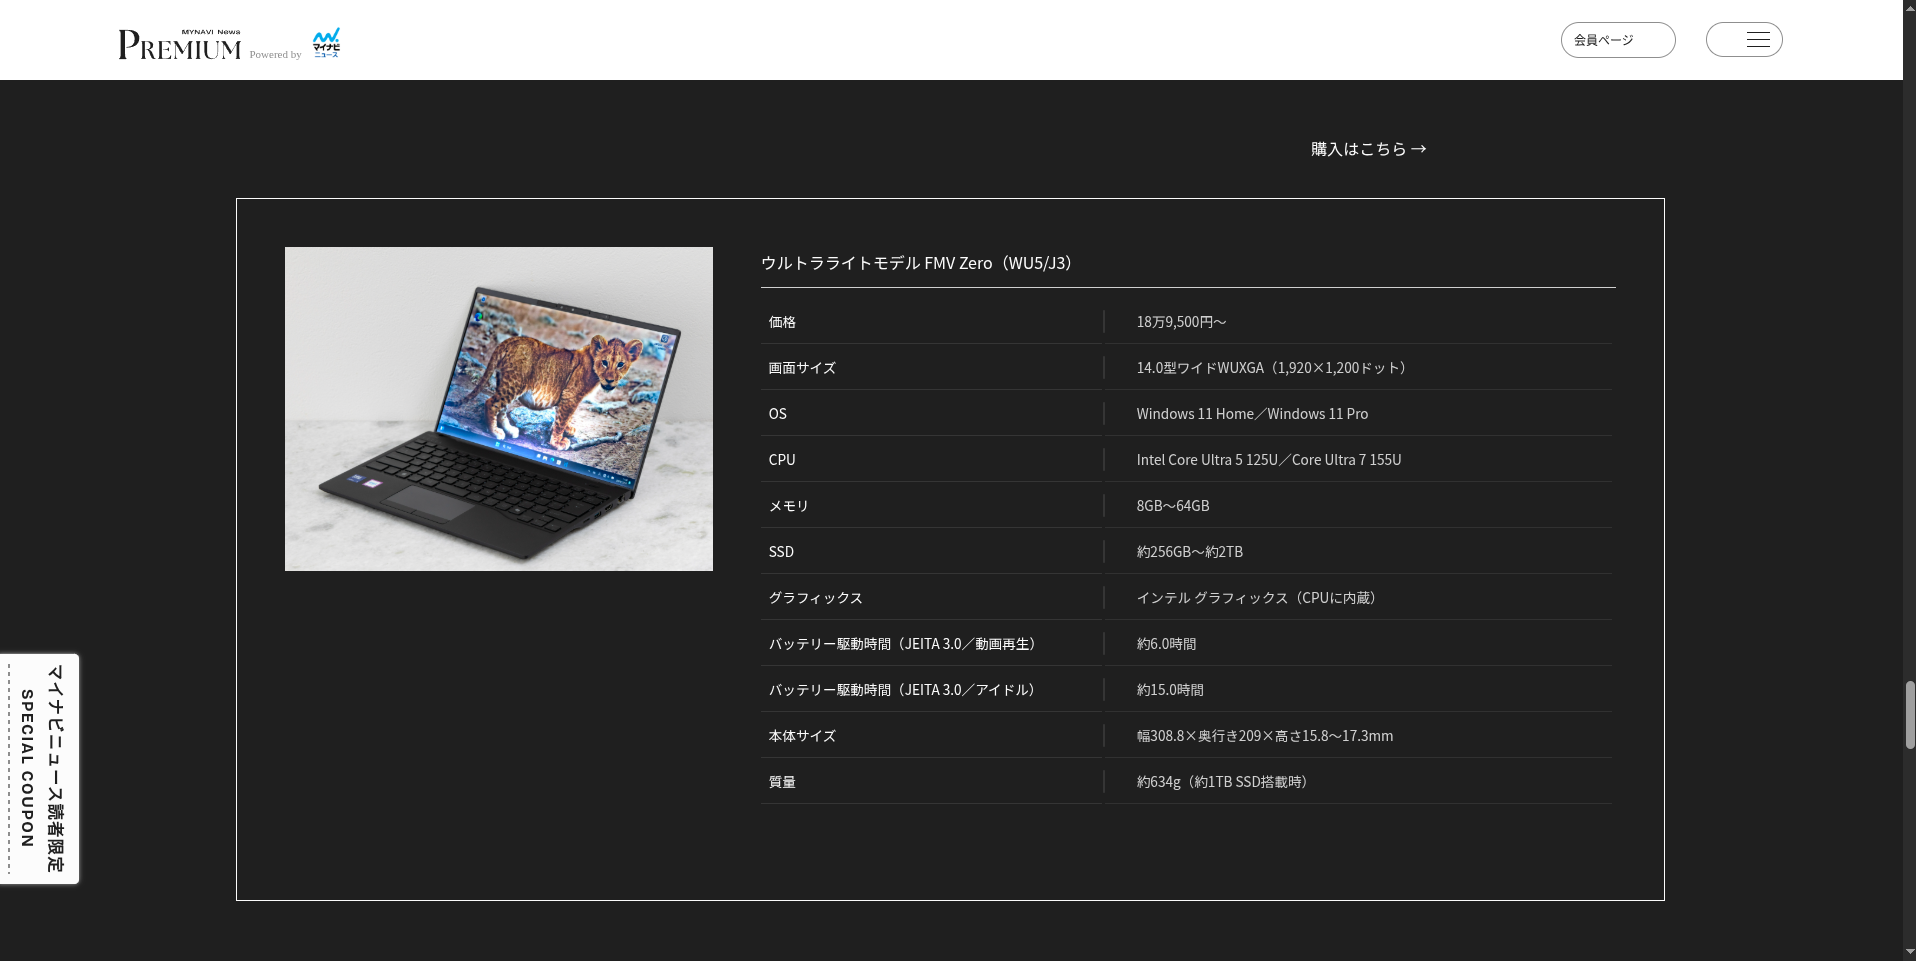 MYNAVI News
PREMIUM Powered by マイナビニュース
会員ページ
購入はこちら →
ウルトラライトモデル FMV Zero（WU5/J3）
価格 18万9,500円～
画面サイズ 14.0型ワイドWUXGA（1,920×1,200ドット）
OS Windows 11 Home／Windows 11 Pro
CPU Intel Core Ultra 5 125U／Core Ultra 7 155U
メモリ 8GB～64GB
SSD 約256GB～約2TB
グラフィックス インテル グラフィックス（CPUに内蔵）
バッテリー駆動時間（JEITA 3.0／動画再生） 約6.0時間
バッテリー駆動時間（JEITA 3.0／アイドル） 約15.0時間
本体サイズ 幅308.8×奥行き209×高さ15.8～17.3mm
質量 約634g（約1TB SSD搭載時）
マイナビニュース読者限定
SPECIAL COUPON